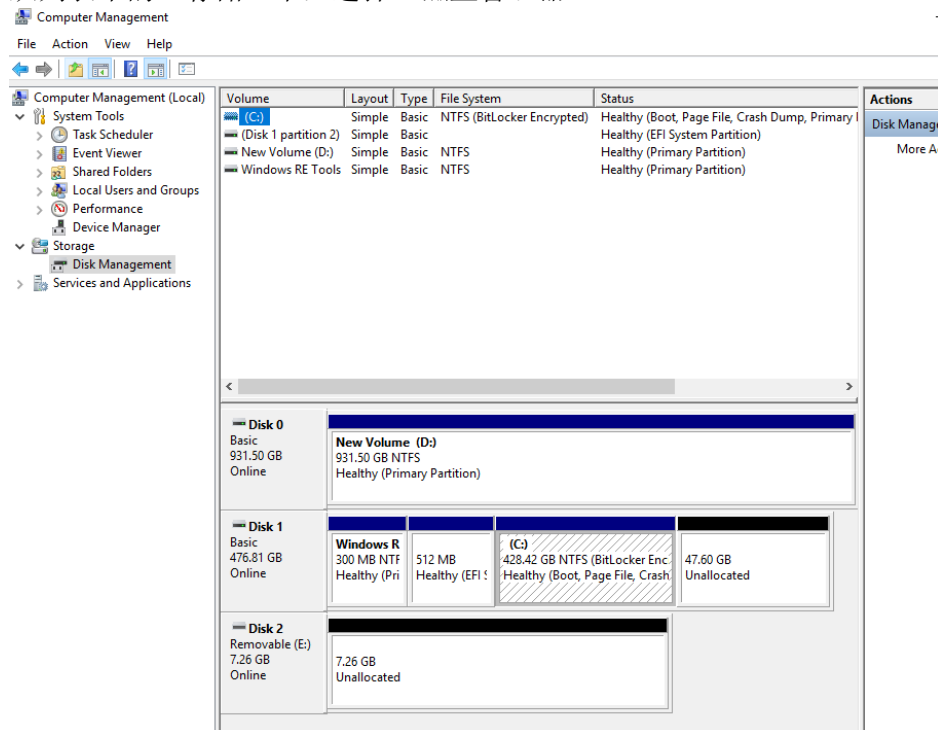 Computer Management
File Action View Help
Computer Management (Local)
System Tools
Task Scheduler
Event Viewer
Shared Folders
Local Users and Groups
Performance
Device Manager
Storage
Disk Management
Services and Applications
Volume Layout Type File System Status
(C:) Simple Basic NTFS (BitLocker Encrypted) Healthy (Boot, Page File, Crash Dump, Primary
(Disk 1 partition 2) Simple Basic Healthy (EFI System Partition)
New Volume (D:) Simple Basic NTFS Healthy (Primary Partition)
Windows RE Tools Simple Basic NTFS Healthy (Primary Partition)
Actions
Disk Manage
More A
Disk 0
Basic
931.50 GB
Online
New Volume (D:)
931.50 GB NTFS
Healthy (Primary Partition)
Disk 1
Basic
476.81 GB
Online
Windows R
300 MB NTF
Healthy (Pri
512 MB
Healthy (EFI S
(C:)
428.42 GB NTFS (BitLocker Enc
Healthy (Boot, Page File, Crash
47.60 GB
Unallocated
Disk 2
Removable (E:)
7.26 GB
Online
7.26 GB
Unallocated